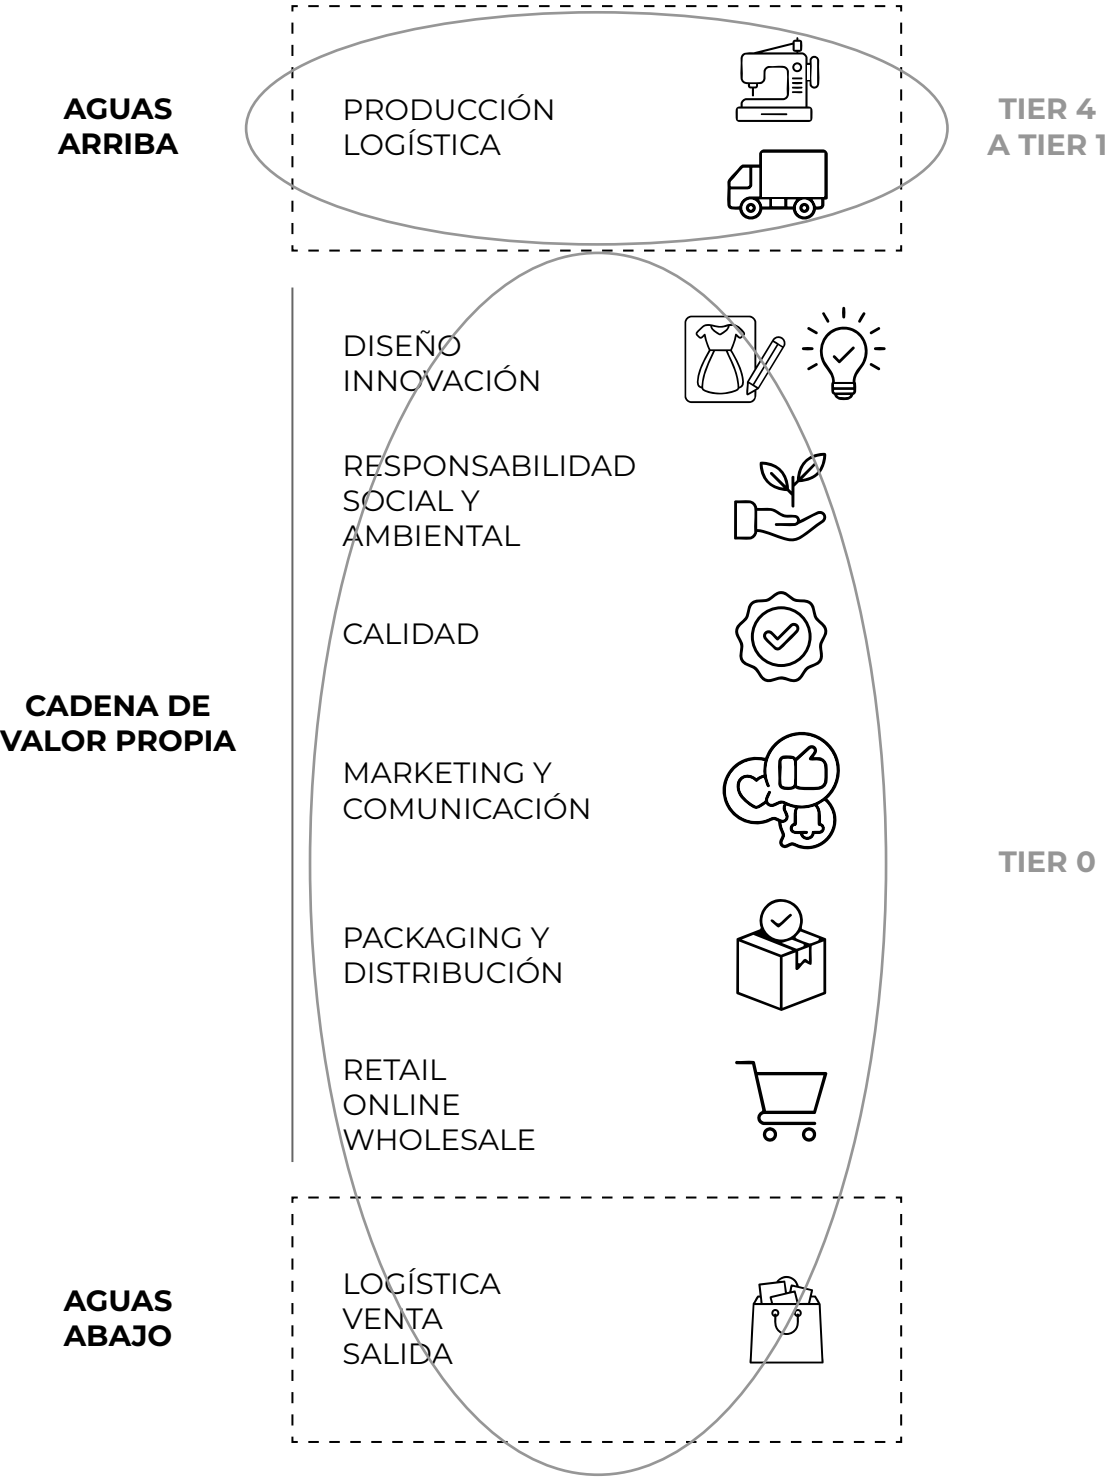 AGUAS
ARRIBA
PRODUCCIÓN
LOGÍSTICA
TIER 4
A TIER 1
DISEÑO
INNOVACIÓN
RESPONSABILIDAD
SOCIAL Y
AMBIENTAL
CALIDAD
CADENA DE
VALOR PROPIA
MARKETING Y
COMUNICACIÓN
TIER 0
PACKAGING Y
DISTRIBUCIÓN
RETAIL
ONLINE
WHOLESALE
AGUAS
ABAJO
LOGÍSTICA
VENTA
SALIDA